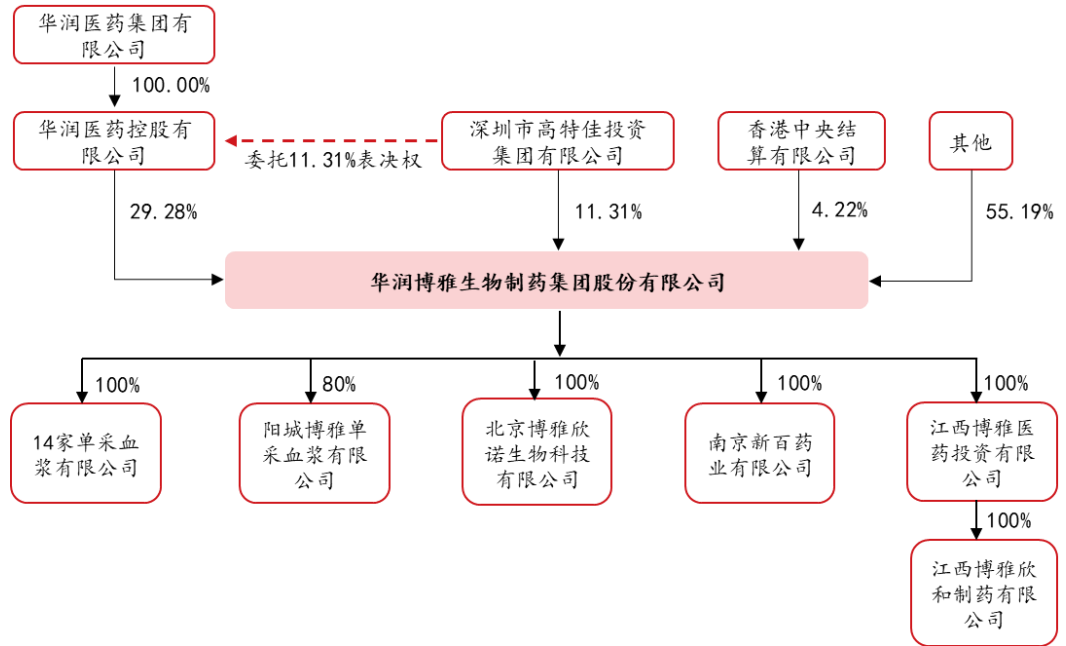 华润医药集团有
限公司
100.00%
华润医药控股有
限公司
委托11.31%表决权
深圳市高特佳投资
集团有限公司
香港中央结
算有限公司
其他
29.28%
11.31%
4.22%
55.19%
华润博雅生物制药集团股份有限公司
100%
80%
100%
100%
100%
14家单采血
浆有限公司
阳城博雅单
采血浆有限
公司
北京博雅欣
诺生物科技
有限公司
南京新百药
业有限公司
江西博雅医
药投资有限
公司
100%
江西博雅欣
和制药有限
公司